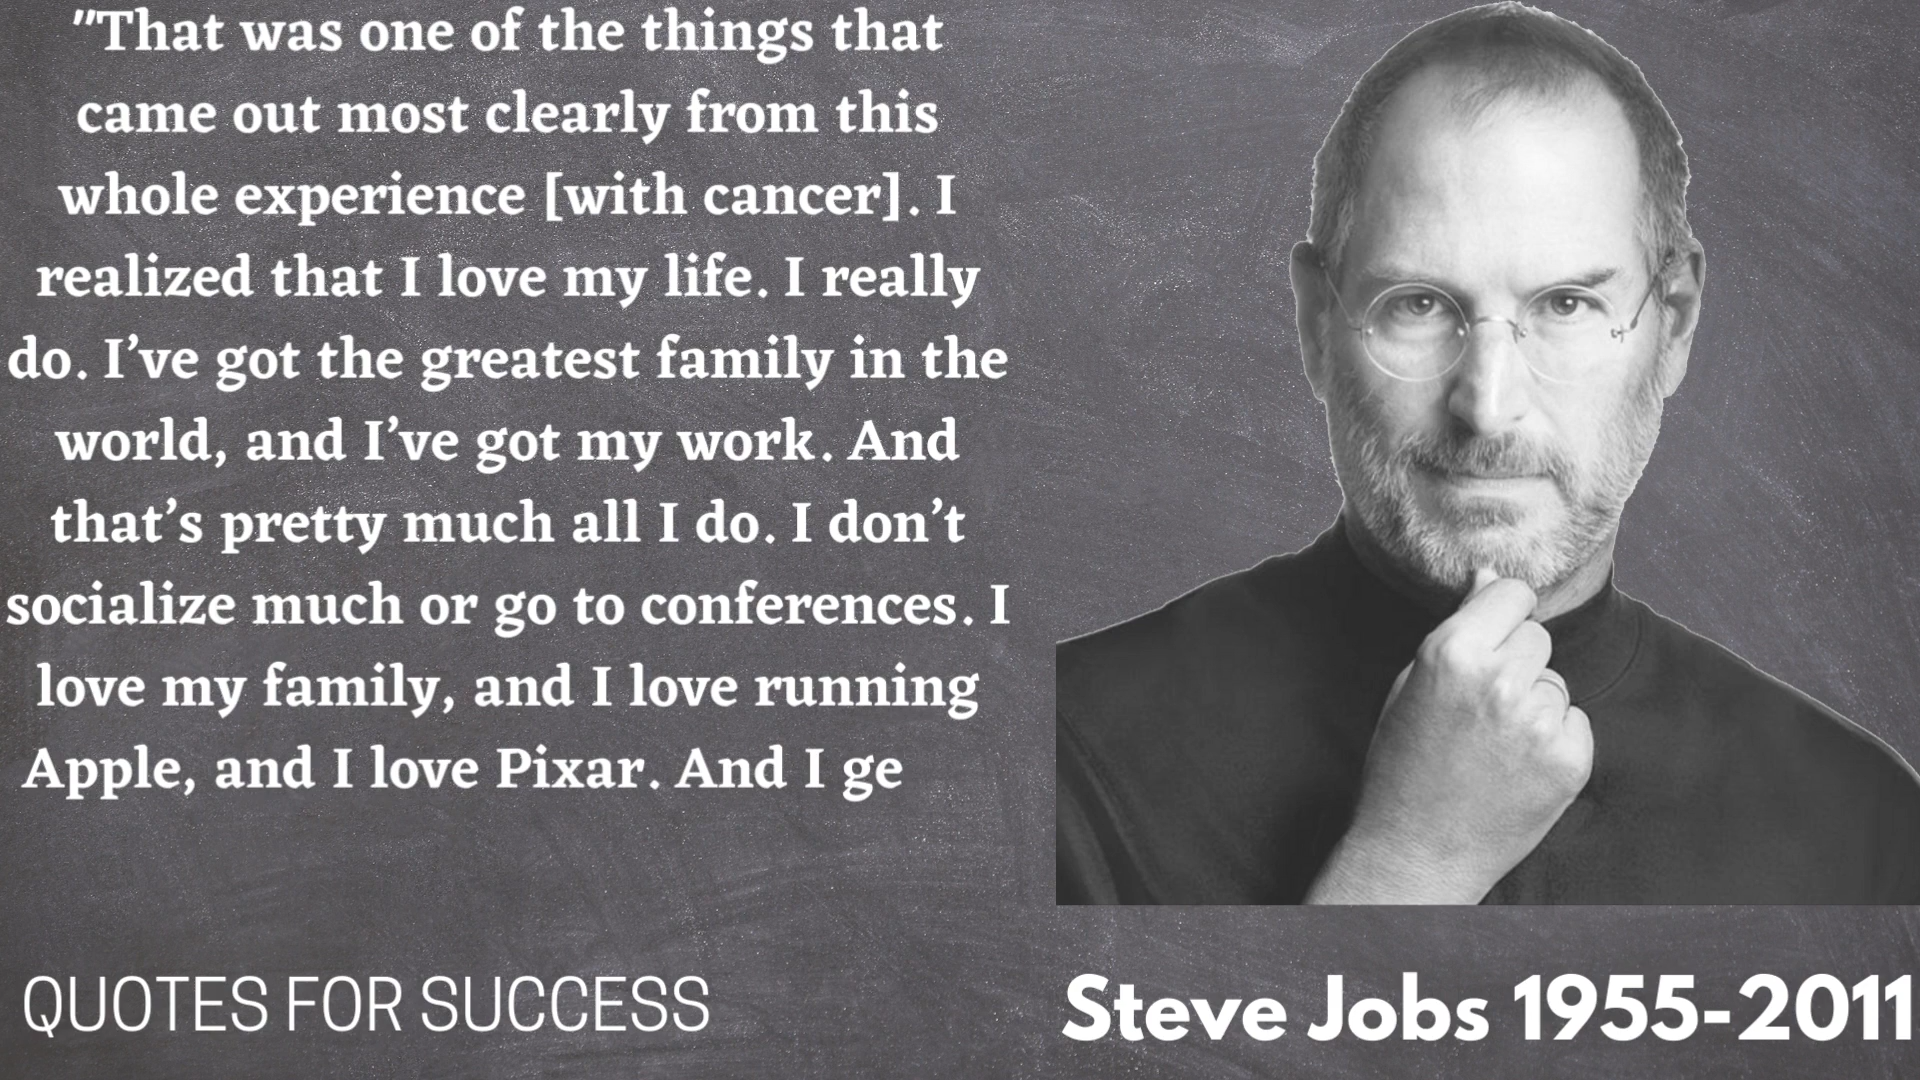 "That was one of the things that
came out most clearly from this
whole experience [with cancer]. I
realized that I love my life. I really
do. I’ve got the greatest family in the
world, and I’ve got my work. And
that’s pretty much all I do. I don’t
socialize much or go to conferences. I
love my family, and I love running
Apple, and I love Pixar. And I ge
QUOTES FOR SUCCESS
Steve Jobs 1955-2011